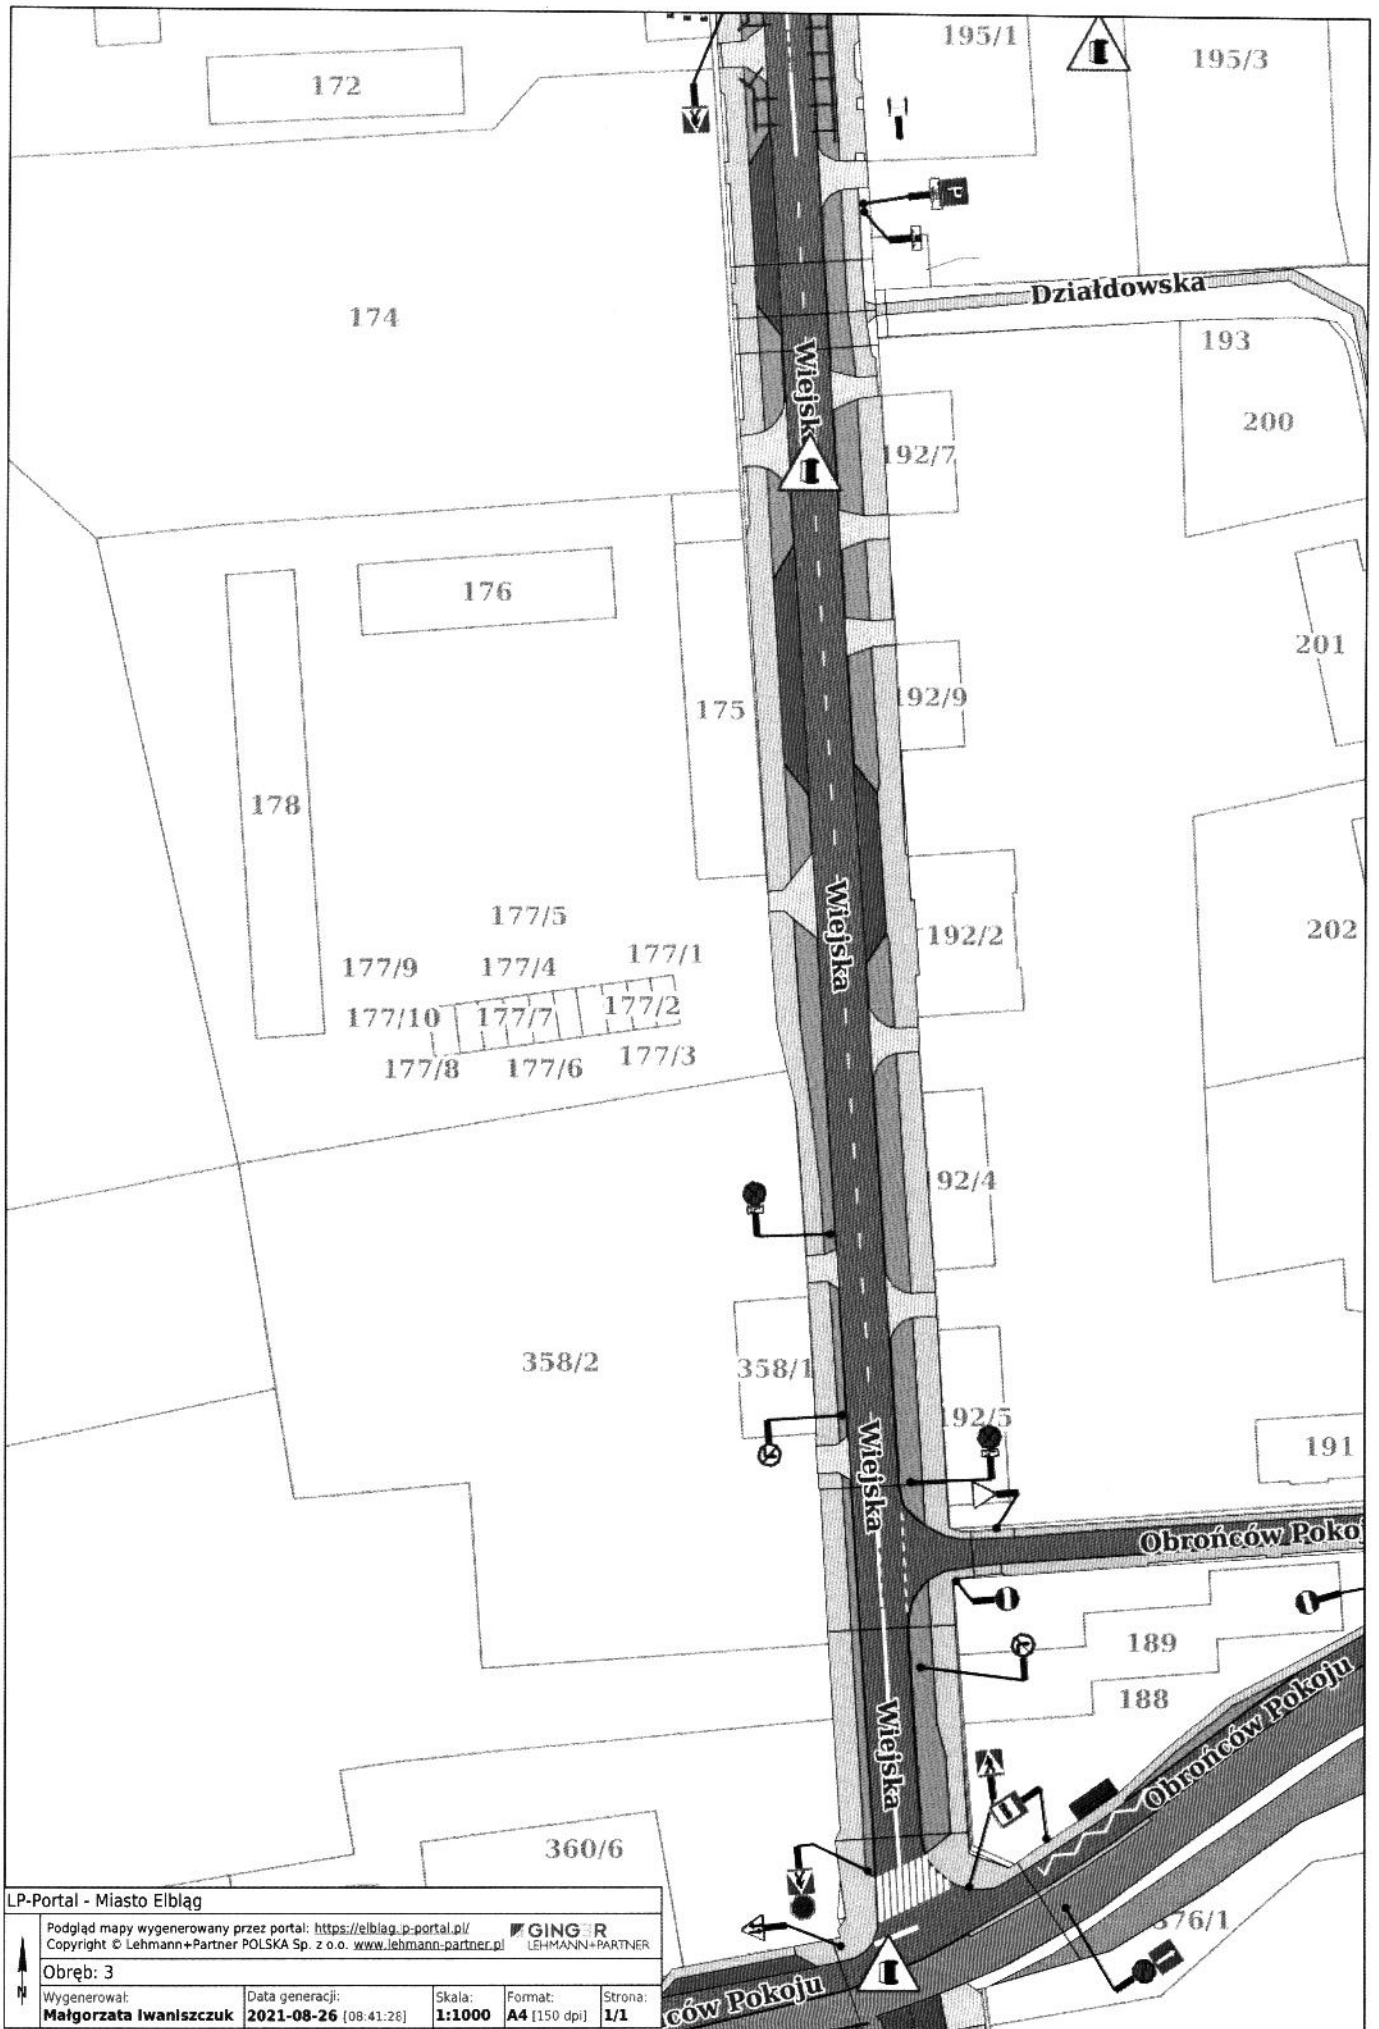 195/1
195/3
172
P
Działdowska
174
193
Wiejsk
200
192/7
176
201
192/9
175
178
177/5
Wiejska
192/2
202
177/9
177/4
177/1
177/10
177/7
177/2
177/8
177/6
177/3
92/4
358/2
358/1
192/5
Wiejska
191
Obrońców Pokoj
189
188
Obrońców Pokoju
Wiejska
360/6
376/1
ców Pokoju
LP-Portal - Miasto Elbląg
Podgląd mapy wygenerowany przez portal: https://elblag.lp-portal.pl/
Copyright © Lehmann+Partner POLSKA Sp. z o.o. www.lehmann-partner.pl
GINGER
LEHMANN+PARTNER
N
Obręb: 3
Wygenerował: Data generacji: Skala: Format: Strona:
Małgorzata Iwaniszczuk 2021-08-26 [08:41:28] 1:1000 A4 [150 dpi] 1/1